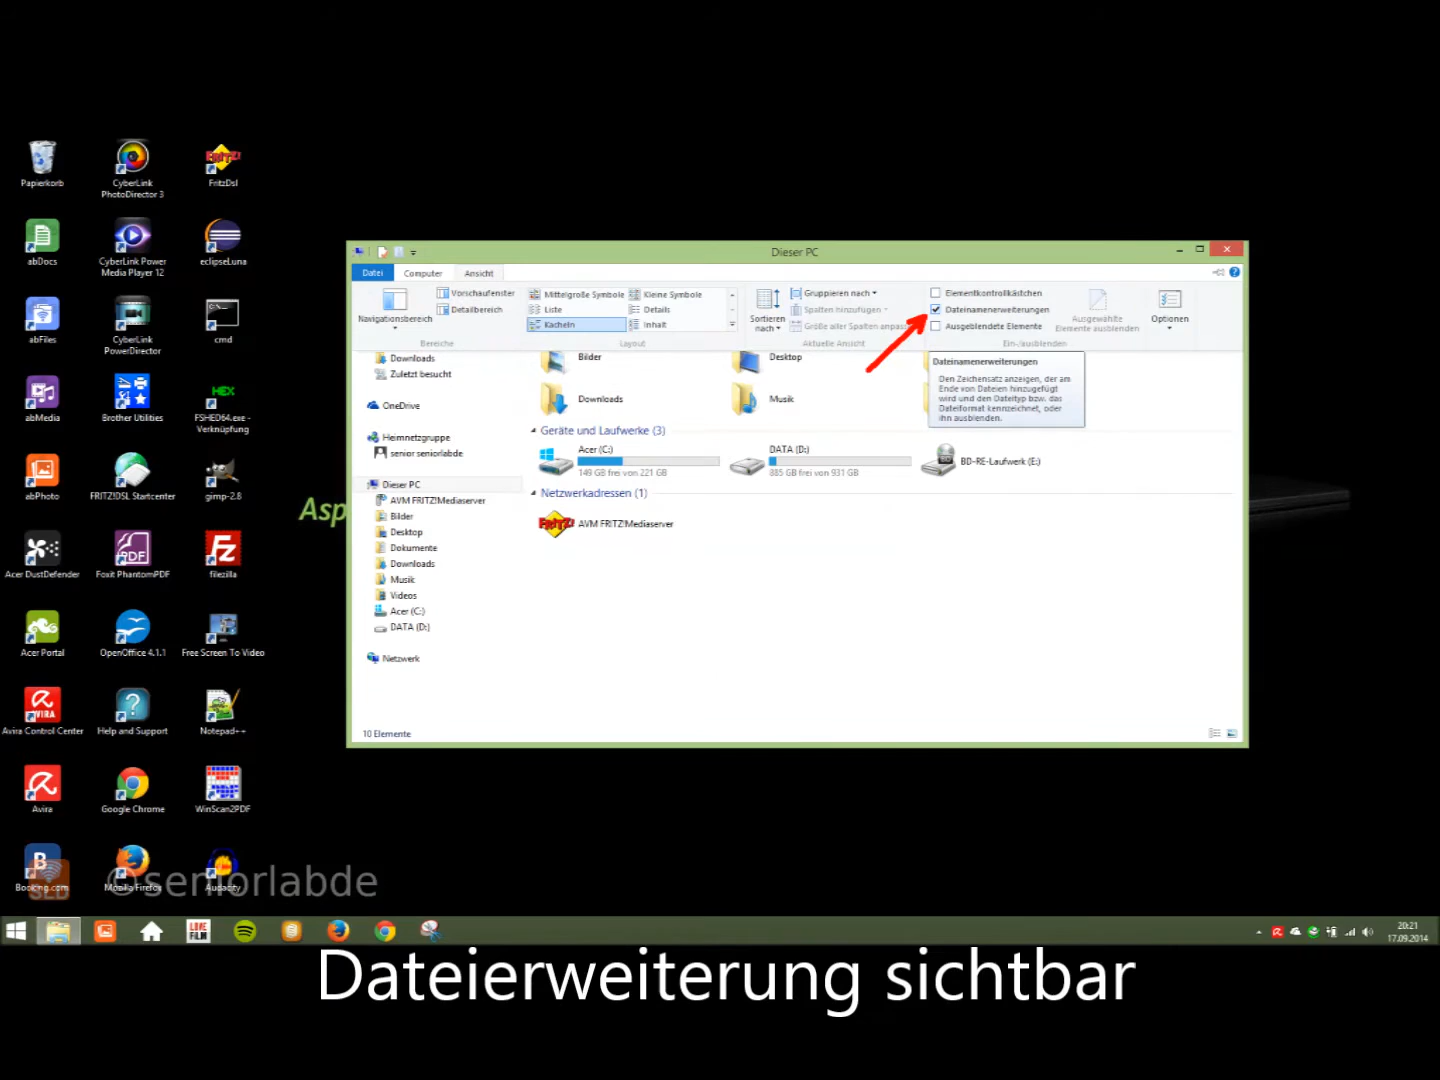 Papierkorb
CyberLink
PhotoDirector 3
FritzDsl
abDocs
CyberLink Power
Media Player 12
eclipseLuna
abFiles
CyberLink
PowerDirector
cmd
abMedia
Brother Utilities
HEX
FSHED64.exe -
Verknüpfung
abPhoto
FRITZ!DSL Startcenter
gimp-2.8
Acer DustDefender
Foxit PhantomPDF
filezilla
Acer Portal
OpenOffice 4.1.1
Free Screen To Video
Avira Control Center
Help and Support
Notepad++
Avira
Google Chrome
WinScan2PDF
Booking.com
Mozilla Firefox
Audacity
©seniorlabde
SLB
Asp
Dieser PC
Datei
Computer
Ansicht
Navigationsbereich
Vorschaufenster
Detailbereich
Bereiche
Mittelgroße Symbole
Kleine Symbole
Liste
Details
Kacheln
Inhalt
Layout
Sortieren
nach
Gruppieren nach
Spalten hinzufügen
Größe aller Spalten anpass
Aktuelle Ansicht
Elementkontrollkästchen
Dateinamenerweiterungen
Ausgeblendete Elemente
Ausgewählte
Elemente ausblenden
Ein-/ausblenden
Optionen
Dateinamenerweiterungen
Den Zeichensatz anzeigen, der am
Ende von Dateien hinzugefügt
wird und den Dateityp bzw. das
Dateiformat kennzeichnet, oder
ihn ausblenden.
Downloads
Zuletzt besucht
OneDrive
Heimnetzgruppe
senior seniorlabde
Dieser PC
AVM FRITZ!Mediaserver
Bilder
Desktop
Dokumente
Downloads
Musik
Videos
Acer (C:)
DATA (D:)
Netzwerk
Bilder
Desktop
Downloads
Musik
Geräte und Laufwerke (3)
Acer (C:)
149 GB frei von 221 GB
DATA (D:)
885 GB frei von 931 GB
BD-RE-Laufwerk (E:)
Netzwerkadressen (1)
AVM FRITZ!Mediaserver
10 Elemente
LOVE
FiLM
20:21
17.09.2014
Dateierweiterung sichtbar